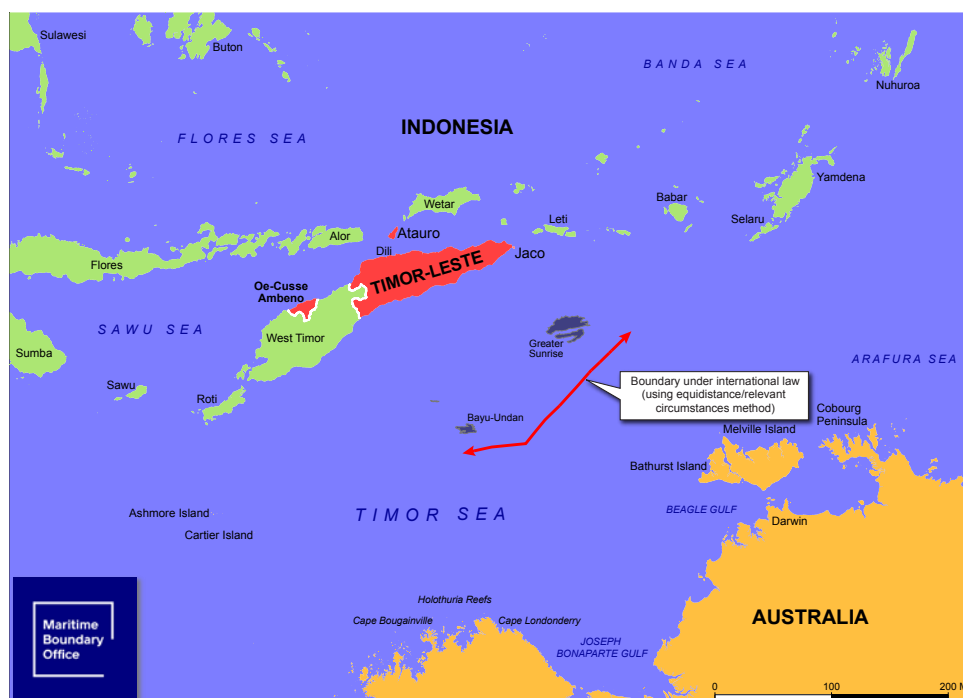 Sulawesi
Buton
BANDA SEA
Nuhuroa
FLORES SEA
INDONESIA
Yamdena
Wetar
Babar
Selaru
Leti
Alor
Atauro
Dili
Jaco
Flores
TIMOR-LESTE
Oe-Cusse
Ambeno
SAWU SEA
West Timor
Greater
Sunrise
Sumba
ARAFURA SEA
Boundary under international law
(using equidistance/relevant
circumstances method)
Sawu
Roti
Bayu-Undan
Cobourg
Peninsula
Melville Island
Bathurst Island
Ashmore Island
TIMOR SEA
BEAGLE GULF
Darwin
Cartier Island
Maritime
Boundary
Office
Holothuria Reefs
Cape Bougainville
Cape Londonderry
AUSTRALIA
JOSEPH
BONAPARTE GULF
0 100 200 M